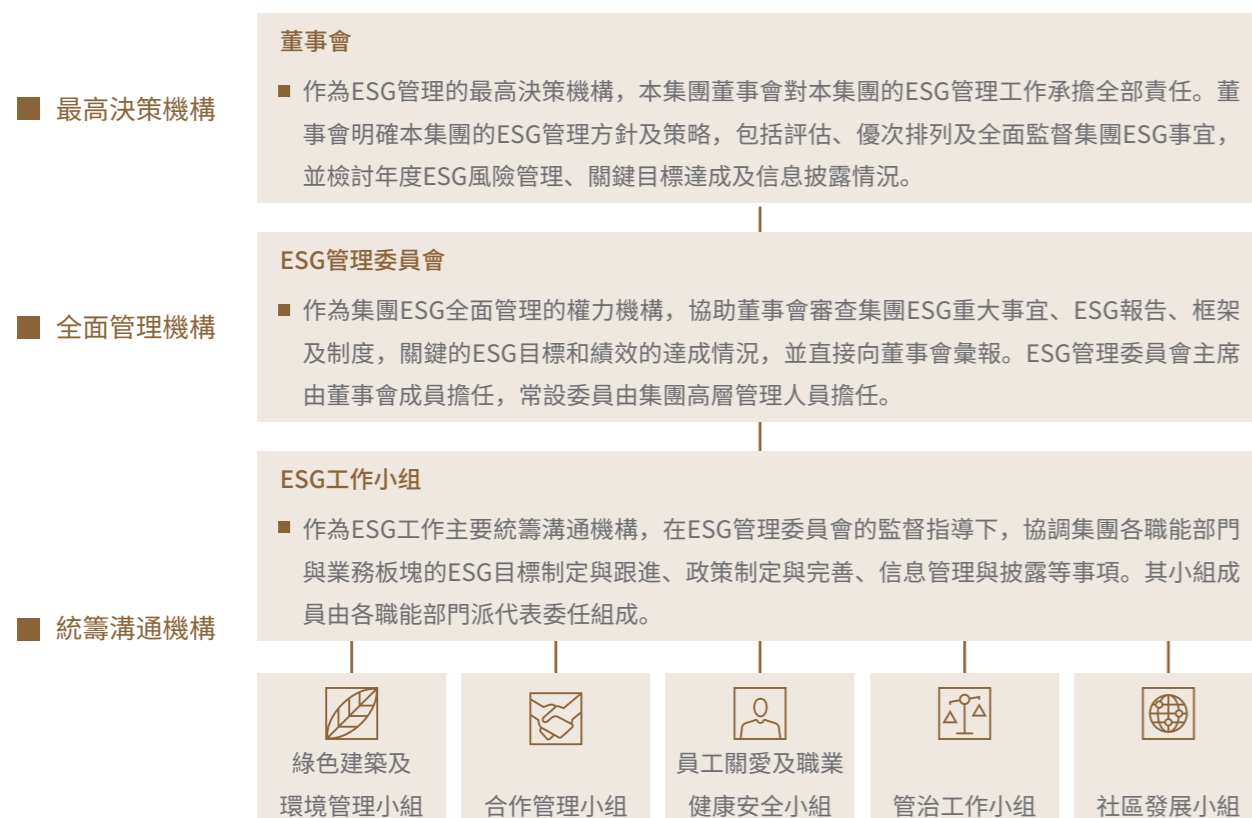 最高決策機構
董事會
作為ESG管理的最高決策機構，本集團董事會對本集團的ESG管理工作承擔全部責任。董
事會明確本集團的ESG管理方針及策略，包括評估、優次排列及全面監督集團ESG事宜，
並檢討年度ESG風險管理、關鍵目標達成及信息披露情況。
全面管理機構
ESG管理委員會
作為集團ESG全面管理的權力機構，協助董事會審查集團ESG重大事宜、ESG報告、框架
及制度，關鍵的ESG目標和績效的達成情況，並直接向董事會彙報。ESG管理委員會主席
由董事會成員擔任，常設委員由集團高層管理人員擔任。
統籌溝通機構
ESG工作小组
作為ESG工作主要統籌溝通機構，在ESG管理委員會的監督指導下，協調集團各職能部門
與業務板塊的ESG目標制定與跟進、政策制定與完善、信息管理與披露等事項。其小組成
員由各職能部門派代表委任組成。
綠色建築及
環境管理小組
合作管理小组
員工關愛及職業
健康安全小組
管治工作小组
社區發展小組